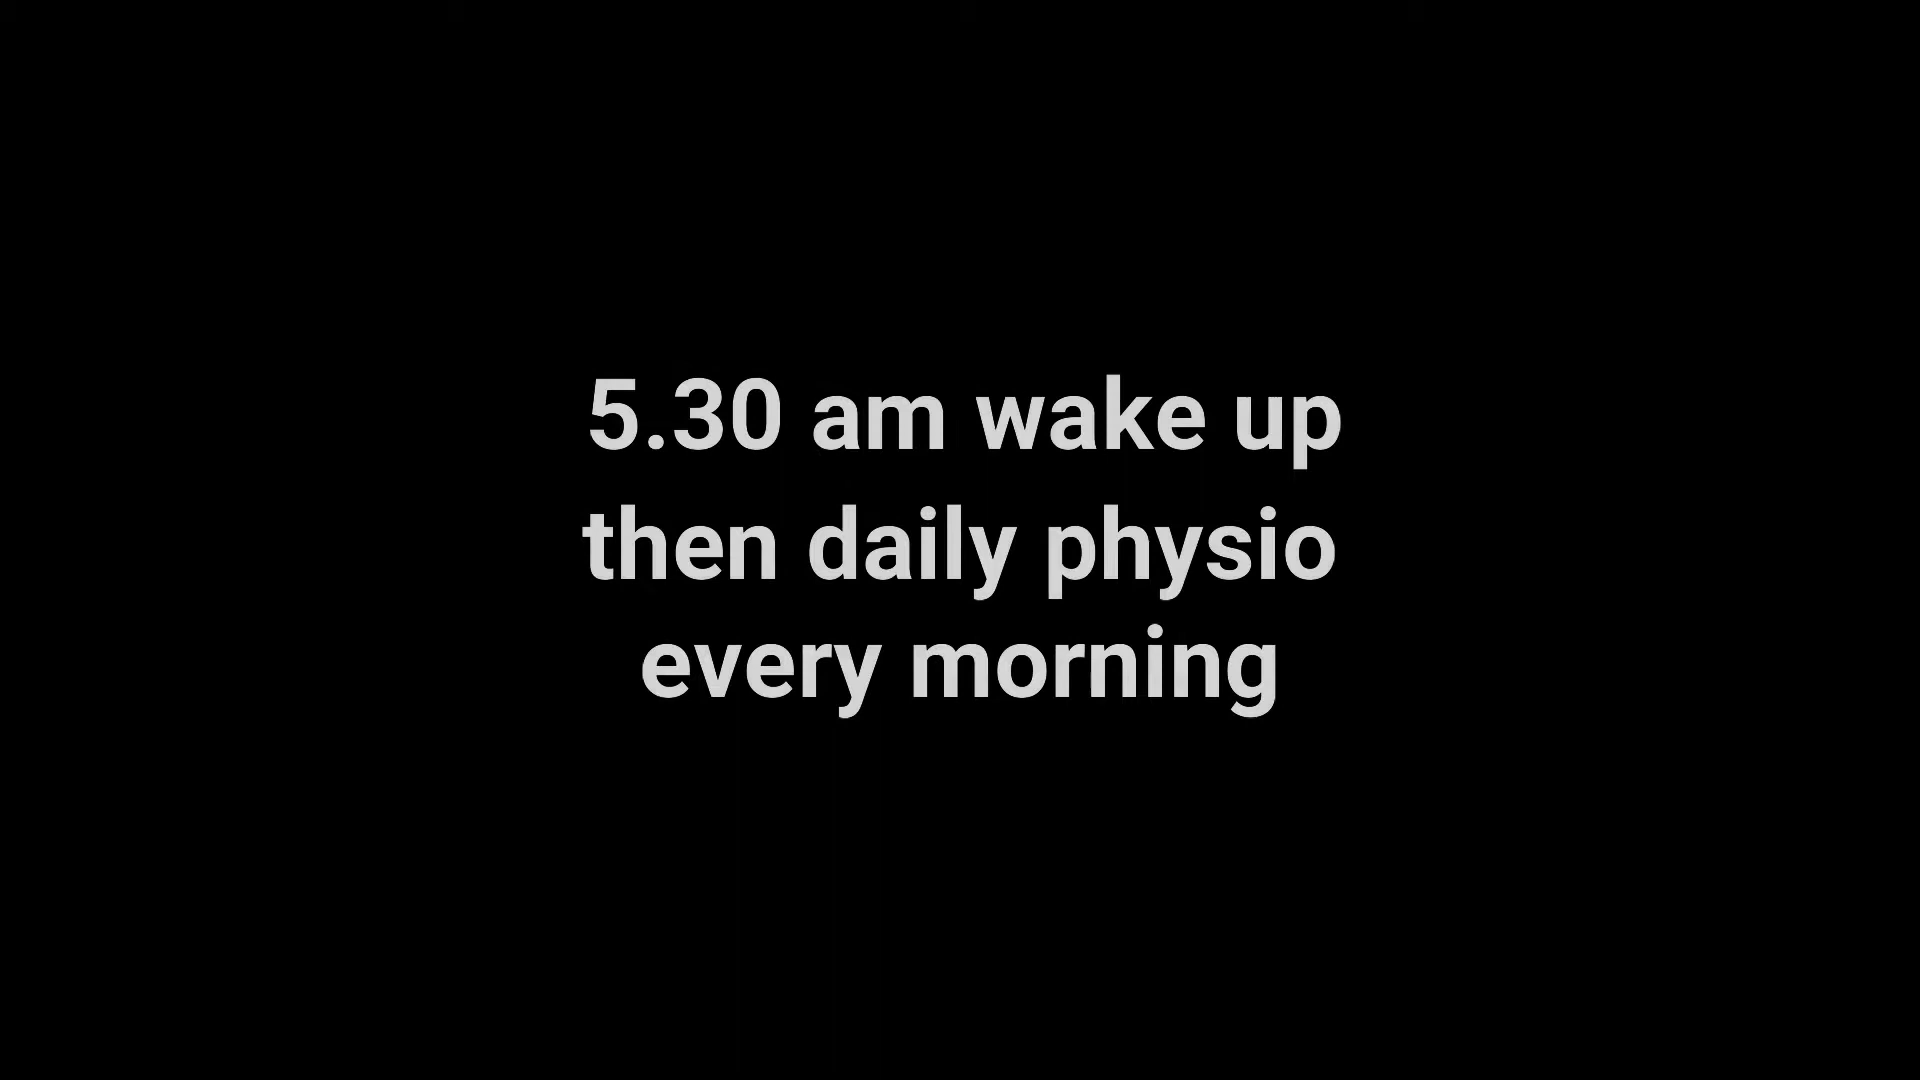 5.30 am wake up
then daily physio
every morning